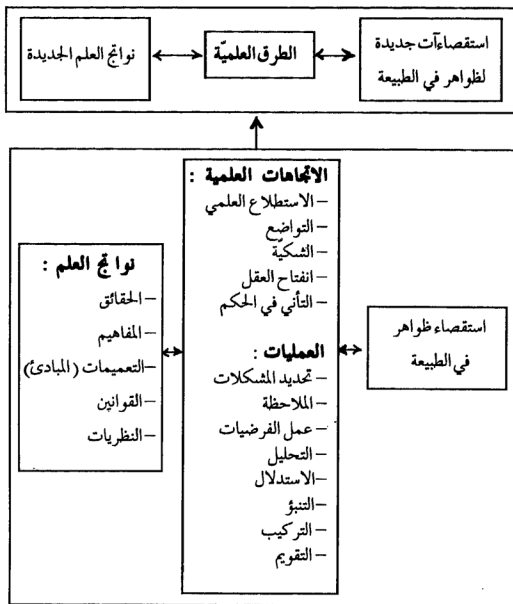 استقصاءآت جديدة
لظواهر في الطبيعة
الطرق العلميّة
نواتج العلم الجديدة
الاتجاهات العلمية :
– الاستطلاع العلمي
– التواضع
– الشكيّة
– انفتاح العقل
– التأني في الحكم
العمليات :
– تحديد المشكلات
– الملاحظة
– عمل الفرضيات
– التحليل
– الاستدلال
– التنبؤ
– التركيب
– التقويم
استقصاء ظواهر
في الطبيعة
نواتج العلم :
– الحقائق
– المفاهيم
– التعميمات (المبادئ)
– القوانين
– النظريات